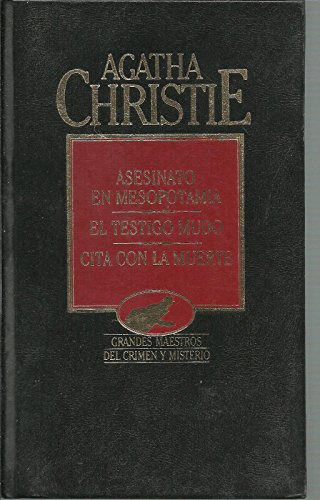 AGATHA
CHRISTIE
ASESINATO
EN MESOPOTAMIA
EL TESTIGO MUDO
CITA CON LA MUERTE
GRANDES MAESTROS
DEL CRIMEN Y MISTERIO